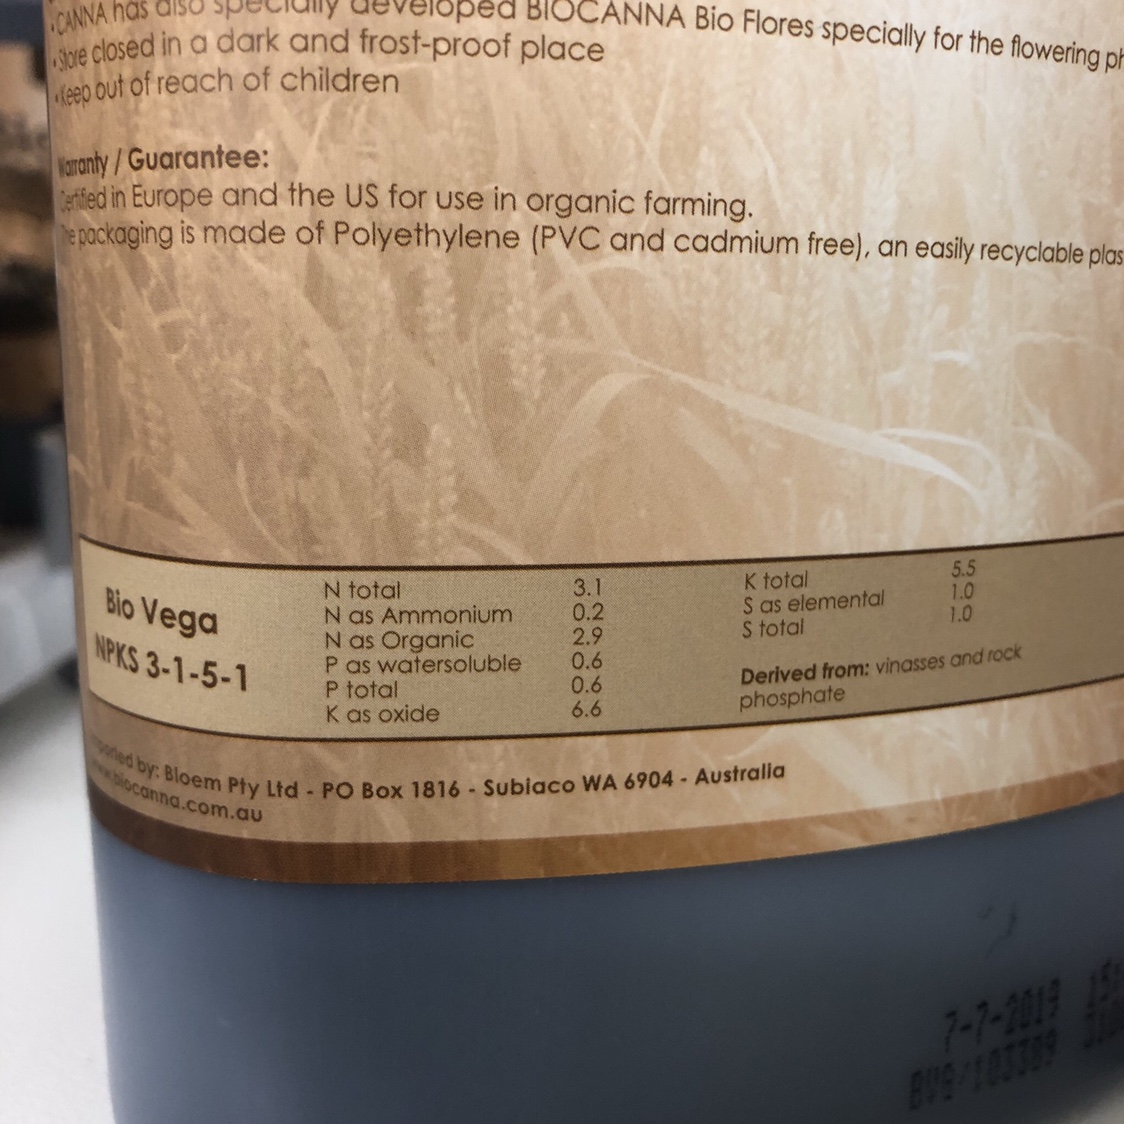 •CANNA has also specially developed BIOCANNA Bio Flores specially for the flowering ph
•Store closed in a dark and frost-proof place
•Keep out of reach of children
Warranty / Guarantee:
Certified in Europe and the US for use in organic farming.
The packaging is made of Polyethylene (PVC and cadmium free), an easily recyclable plas
Bio Vega
NPKS 3-1-5-1
N total 3.1
N as Ammonium 0.2
N as Organic 2.9
P as watersoluble 0.6
P total 0.6
K as oxide 6.6
K total 5.5
S as elemental 1.0
S total 1.0
Derived from: vinasses and rock
phosphate
by: Bloem Pty Ltd - PO Box 1816 - Subiaco WA 6904 - Australia
www.biocanna.com.au
7-7-2019